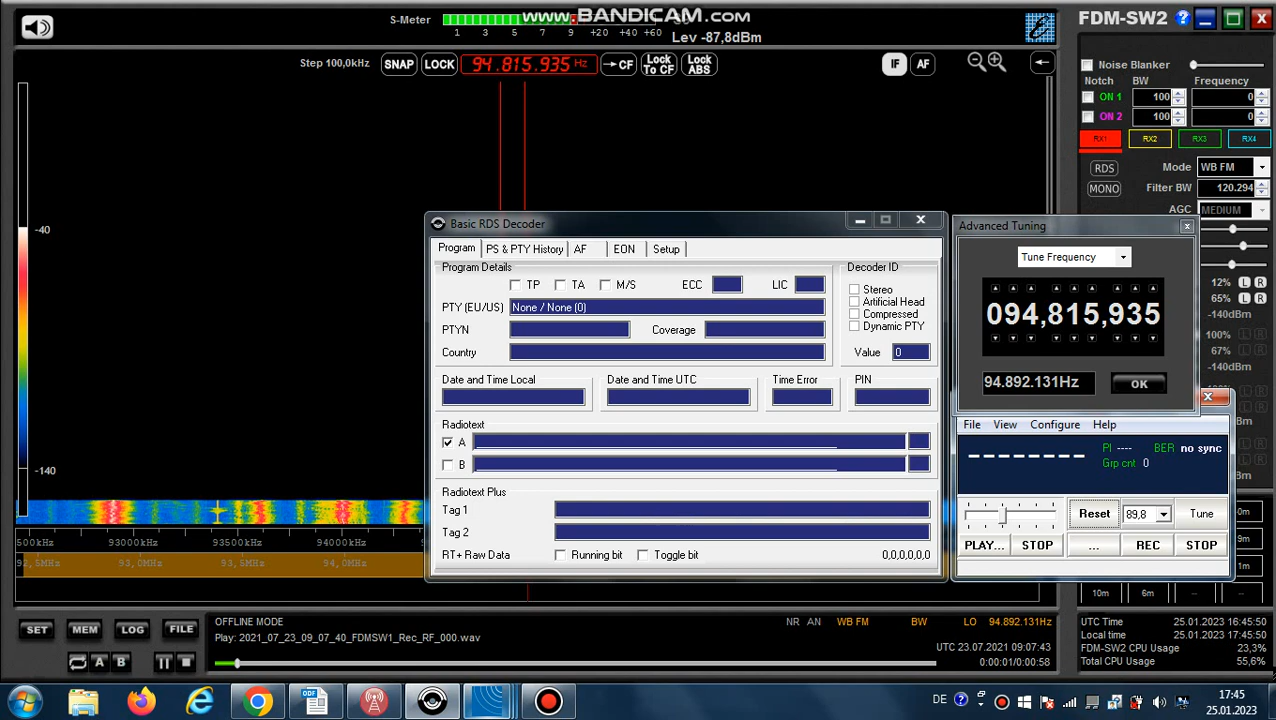 www.BANDICAM.com
S-Meter
1 3 5 7 9 +20 +40 +60
Lev -87,8dBm
FDM-SW2
Step 100,0kHz SNAP LOCK 94.815.935 Hz →CF Lock To CF Lock ABS IF AF
Noise Blanker
Notch BW Frequency
ON 1 100 0
ON 2 100 0
RX1 RX2 RX3 RX4
RDS Mode WB FM
MONO Filter BW 120.294
AGC MEDIUM
12% L R
65% L R
-140dBm
100% L R
67% L R
-140dBm
-40
-140
500kHz 93000kHz 93500kHz 94000kHz
92,5MHz 93,0MHz 93,5MHz 94,0MHz
Basic RDS Decoder
Program PS & PTY History AF EON Setup
Program Details
TP TA M/S ECC LIC
PTY (EU/US) None / None (0)
PTYN Coverage
Country
Decoder ID
Stereo
Artificial Head
Compressed
Dynamic PTY
Value 0
Date and Time Local Date and Time UTC Time Error PIN
Radiotext
A
B
Radiotext Plus
Tag 1
Tag 2
RT+ Raw Data Running bit Toggle bit 0,0,0,0,0,0
Advanced Tuning
Tune Frequency
094,815,935
94.892.131Hz OK
File View Configure Help
-------- PI ---- BER no sync
Grp cnt 0
Reset 89,8 Tune
PLAY... STOP ... REC STOP
10m 6m -- --
SET MEM LOG FILE
A B
OFFLINE MODE NR AN WB FM BW LO 94.892.131Hz
Play: 2021_07_23_09_07_40_FDMSW1_Rec_RF_000.wav
UTC 23.07.2021 09:07:43
0:00:01/0:00:58
UTC Time 25.01.2023 16:45:50
Local time 25.01.2023 16:45:50
FDM-SW2 CPU Usage 23,3%
Total CPU Usage 55,6%
ODF
DE
17:45
25.01.2023